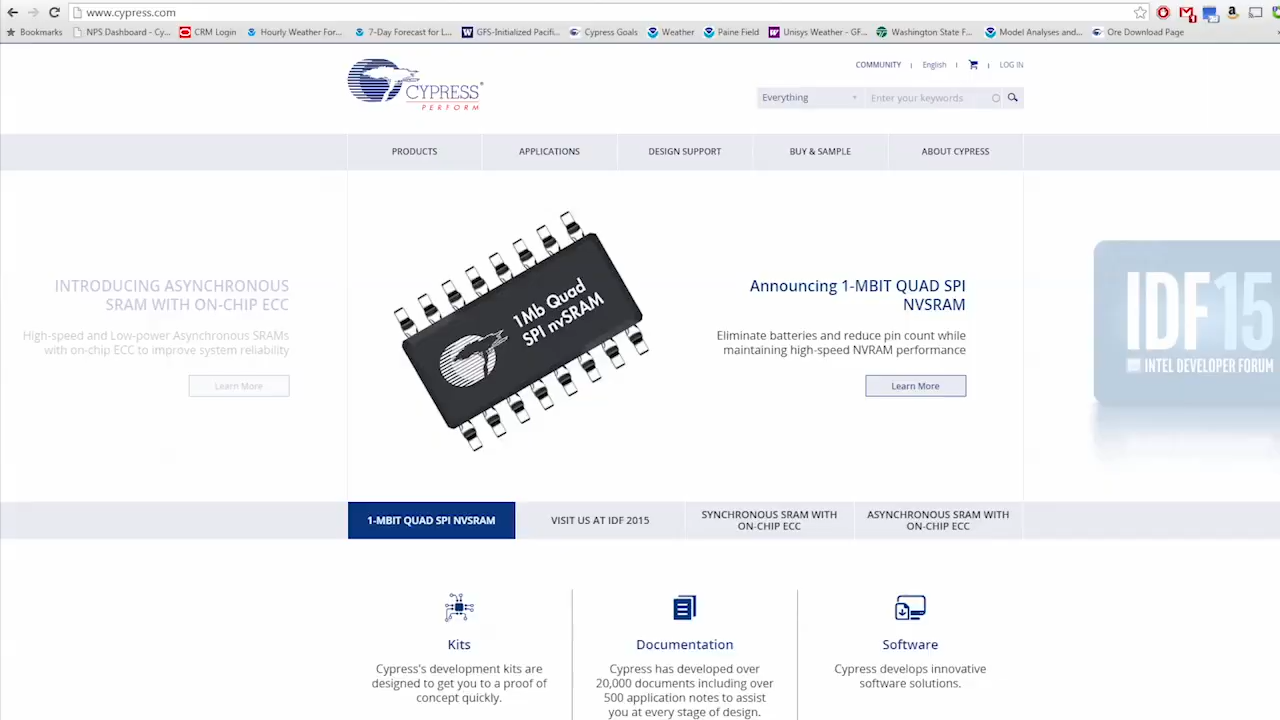 www.cypress.com
Bookmarks
NPS Dashboard - Cy...
CRM Login
Hourly Weather For...
7-Day Forecast for L...
GFS-Initialized Pacifi...
Cypress Goals
Weather
Paine Field
Unisys Weather - GF...
Washington State F...
Model Analyses and...
Ore Download Page
COMMUNITY
English
LOG IN
CYPRESS
PERFORM
Everything
Enter your keywords
PRODUCTS
APPLICATIONS
DESIGN SUPPORT
BUY & SAMPLE
ABOUT CYPRESS
INTRODUCING ASYNCHRONOUS
SRAM WITH ON-CHIP ECC
High-speed and Low-power Asynchronous SRAMs
with on-chip ECC to improve system reliability
Learn More
1Mb Quad
SPI nvSRAM
Announcing 1-MBIT QUAD SPI
NVSRAM
Eliminate batteries and reduce pin count while
maintaining high-speed NVRAM performance
Learn More
IDF15
INTEL DEVELOPER FORUM
1-MBIT QUAD SPI NVSRAM
VISIT US AT IDF 2015
SYNCHRONOUS SRAM WITH
ON-CHIP ECC
ASYNCHRONOUS SRAM WITH
ON-CHIP ECC
Kits
Cypress's development kits are
designed to get you to a proof of
concept quickly.
Documentation
Cypress has developed over
20,000 documents including over
500 application notes to assist
you at every stage of design.
Software
Cypress develops innovative
software solutions.